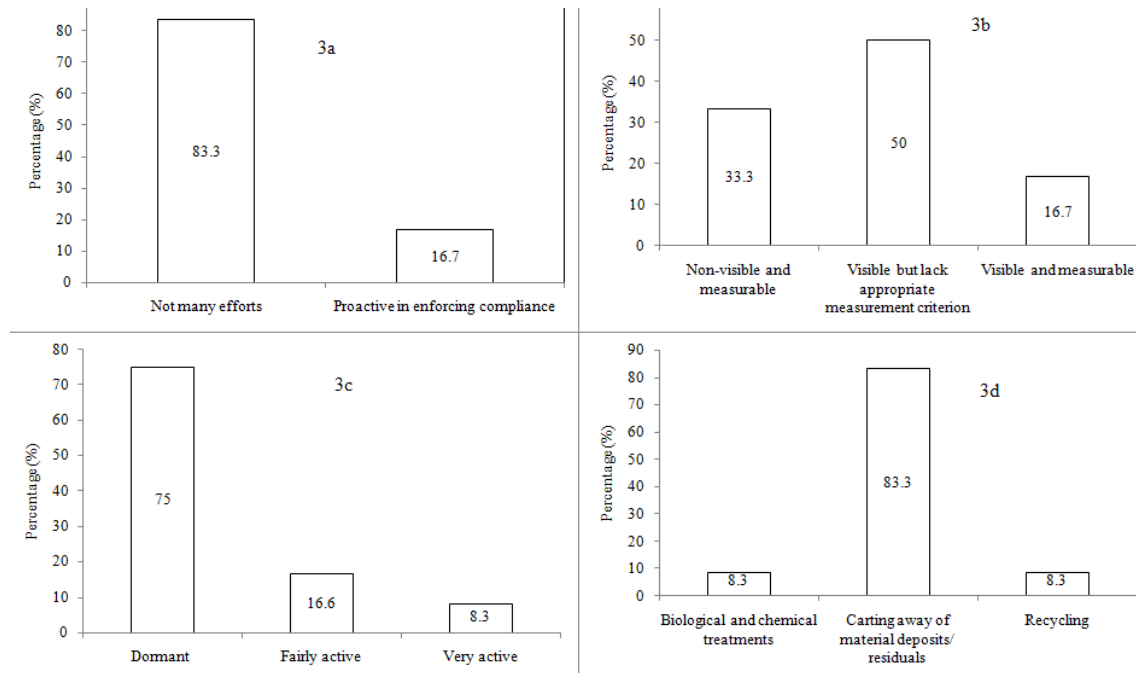 3a
Percentage (%)
80
70
60
50
40
30
20
10
0
83.3
16.7
Not many efforts
Proactive in enforcing compliance
3b
Percentage (%)
50
40
30
20
10
0
33.3
50
16.7
Non-visible and
measurable
Visible but lack
appropriate
measurement criterion
Visible and measurable
3c
Percentage (%)
80
70
60
50
40
30
20
10
0
75
16.6
8.3
Dormant
Fairly active
Very active
3d
Percentage (%)
90
80
70
60
50
40
30
20
10
0
8.3
83.3
8.3
Biological and chemical
treatments
Carting away of
material deposits/
residuals
Recycling